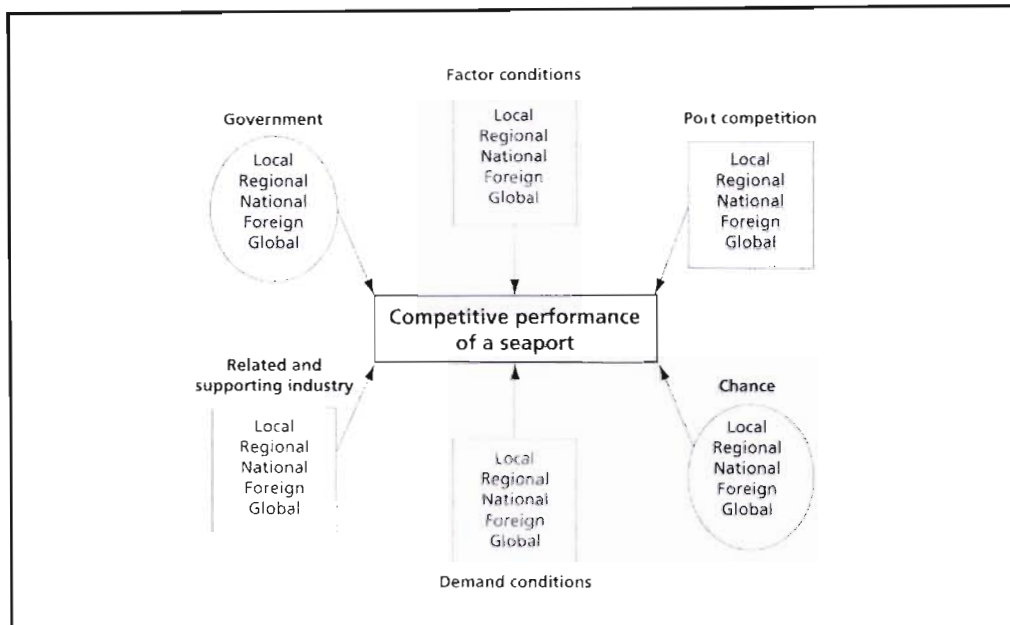 Factor conditions
Local
Regional
National
Foreign
Global
Government
Local
Regional
National
Foreign
Global
Port competition
Local
Regional
National
Foreign
Global
Competitive performance
of a seaport
Related and
supporting industry
Local
Regional
National
Foreign
Global
Local
Regional
National
Foreign
Global
Demand conditions
Chance
Local
Regional
National
Foreign
Global